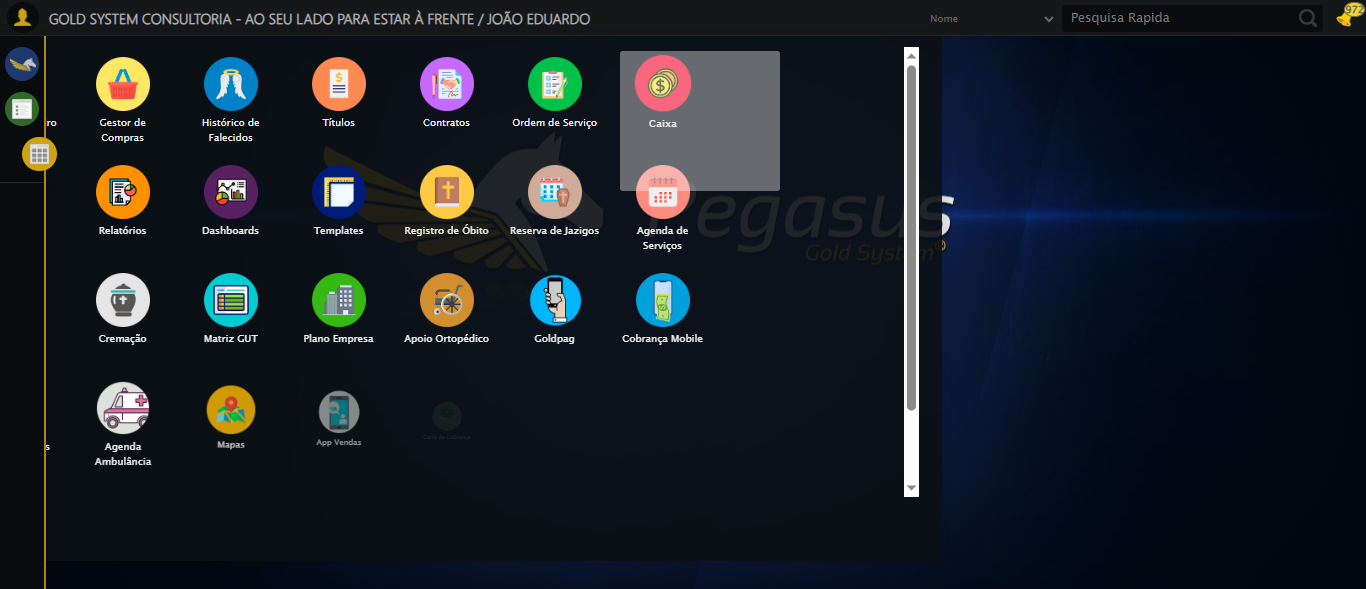 GOLD SYSTEM CONSULTORIA - AO SEU LADO PARA ESTAR À FRENTE / JOÃO EDUARDO
Nome
Pesquisa Rapida
972
ro
Gestor de
Compras
Histórico de
Falecidos
Títulos
Contratos
Ordem de Serviço
Caixa
Relatórios
Dashboards
Templates
Registro de Óbito
Reserva de Jazigos
Agenda de
Serviços
Pegasus
Gold System®
Cremação
Matriz GUT
Plano Empresa
Apoio Ortopédico
Goldpag
Cobrança Mobile
s
Agenda
Ambulância
Mapas
App Vendas